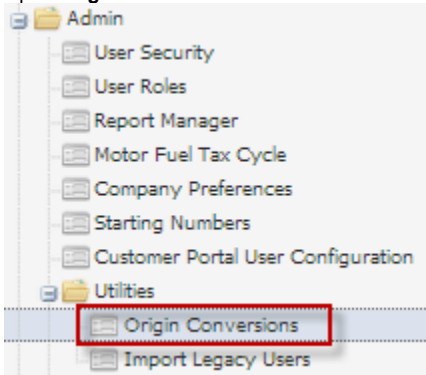 Admin
User Security
User Roles
Report Manager
Motor Fuel Tax Cycle
Company Preferences
Starting Numbers
Customer Portal User Configuration
Utilities
Origin Conversions
Import Legacy Users